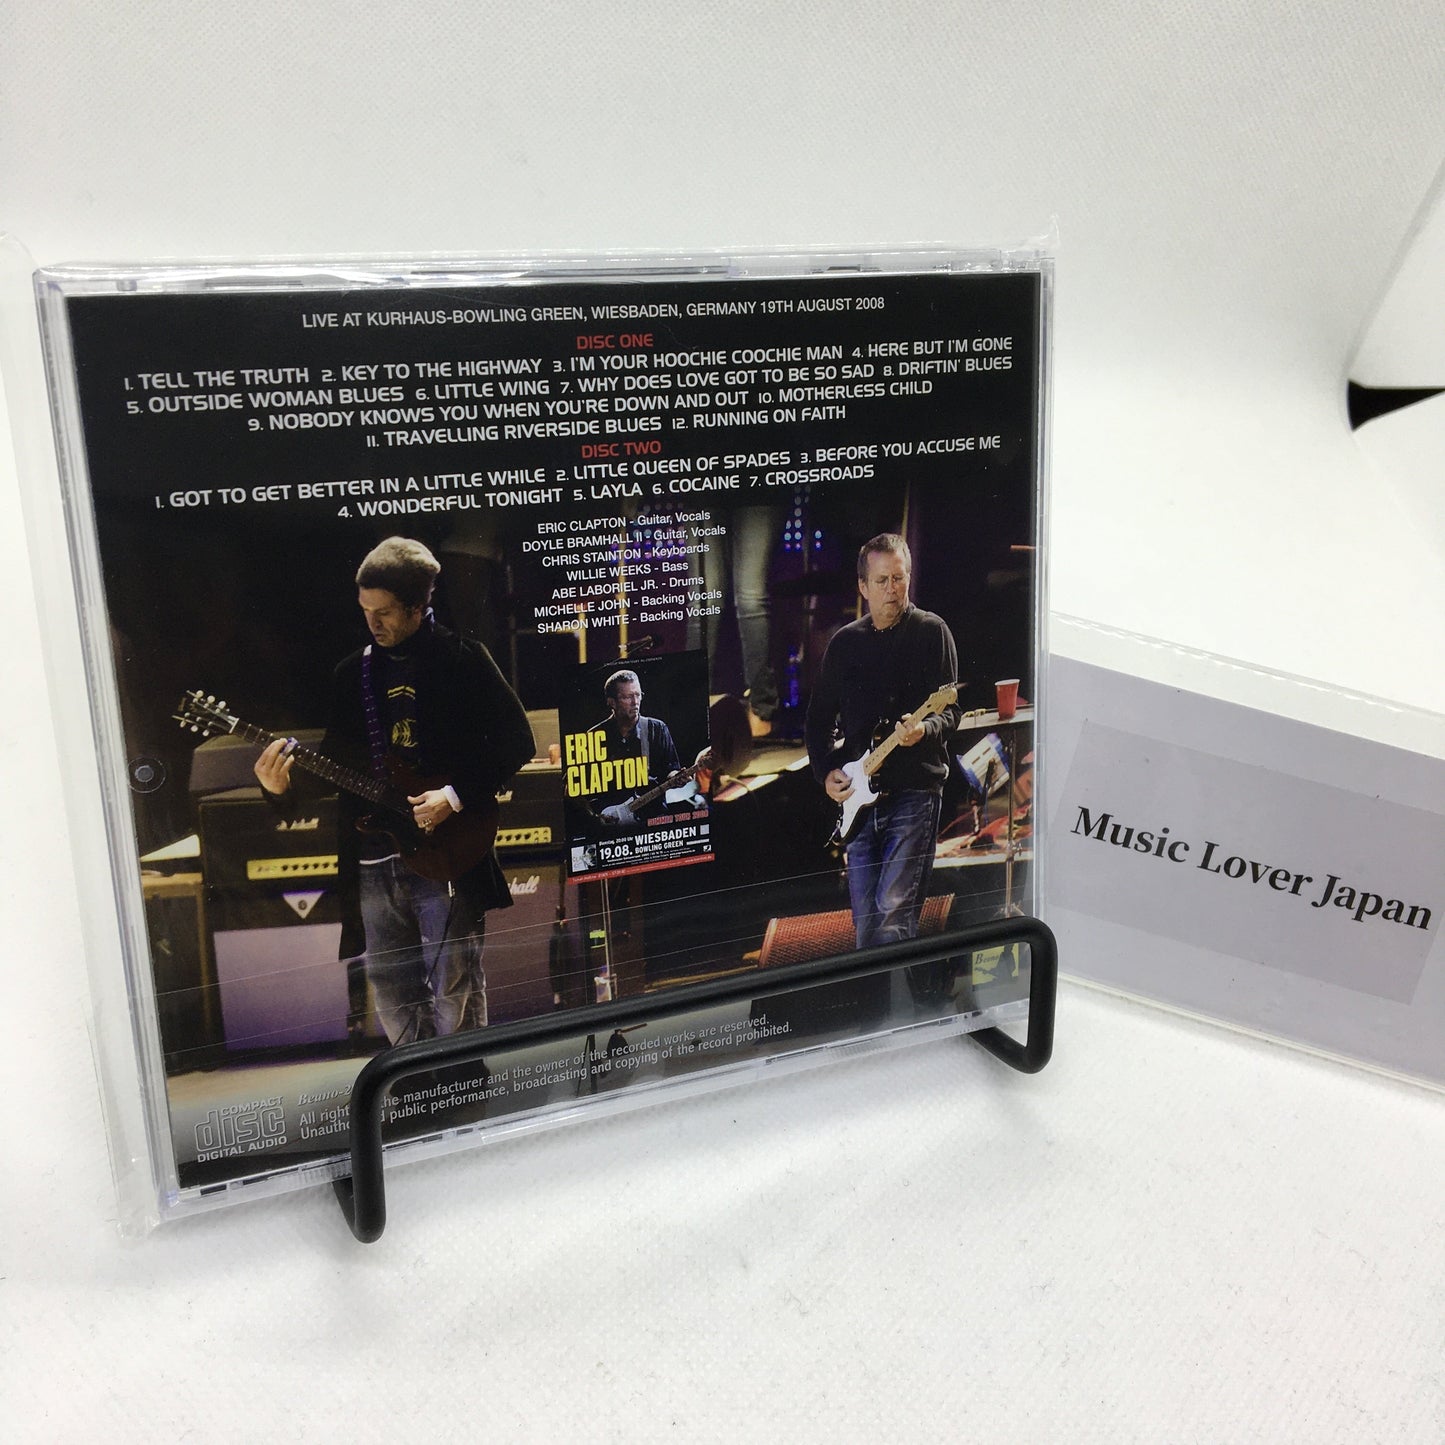 LIVE AT KURHAUS-BOWLING GREEN, WIESBADEN, GERMANY 19TH AUGUST 2008
DISC ONE
1. TELL THE TRUTH 2. KEY TO THE HIGHWAY 3. I'M YOUR HOOCHIE COOCHIE MAN 4. HERE BUT I'M GONE
5. OUTSIDE WOMAN BLUES 6. LITTLE WING 7. WHY DOES LOVE GOT TO BE SO SAD 8. DRIFTIN' BLUES
9. NOBODY KNOWS YOU WHEN YOU'RE DOWN AND OUT 10. MOTHERLESS CHILD
11. TRAVELLING RIVERSIDE BLUES 12. RUNNING ON FAITH
DISC TWO
1. GOT TO GET BETTER IN A LITTLE WHILE 2. LITTLE QUEEN OF SPADES 3. BEFORE YOU ACCUSE ME
4. WONDERFUL TONIGHT 5. LAYLA 6. COCAINE 7. CROSSROADS
ERIC CLAPTON - Guitar, Vocals
DOYLE BRAMHALL II - Guitar, Vocals
CHRIS STAINTON - Keyboards
WILLIE WEEKS - Bass
ABE LABORIEL JR. - Drums
MICHELLE JOHN - Backing Vocals
SHARON WHITE - Backing Vocals
ERIC
CLAPTON
SUMMER TOUR 2008
19.08. WIESBADEN
BOWLING GREEN
Marshall
Beano
Beano-2
COMPACT
disc
DIGITAL AUDIO
All right the manufacturer and the owner of the recorded works are reserved.
Unautho d public performance, broadcasting and copying of the record prohibited.
Music Lover Japan